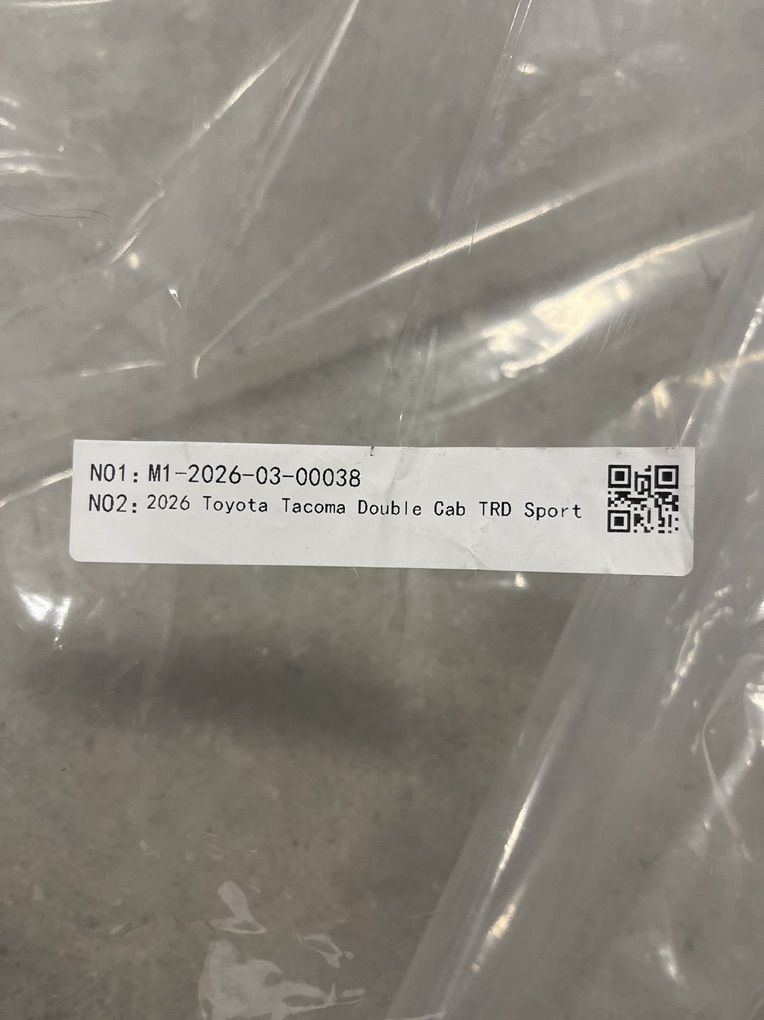 NO1: M1-2026-03-00038
NO2: 2026 Toyota Tacoma Double Cab TRD Sport